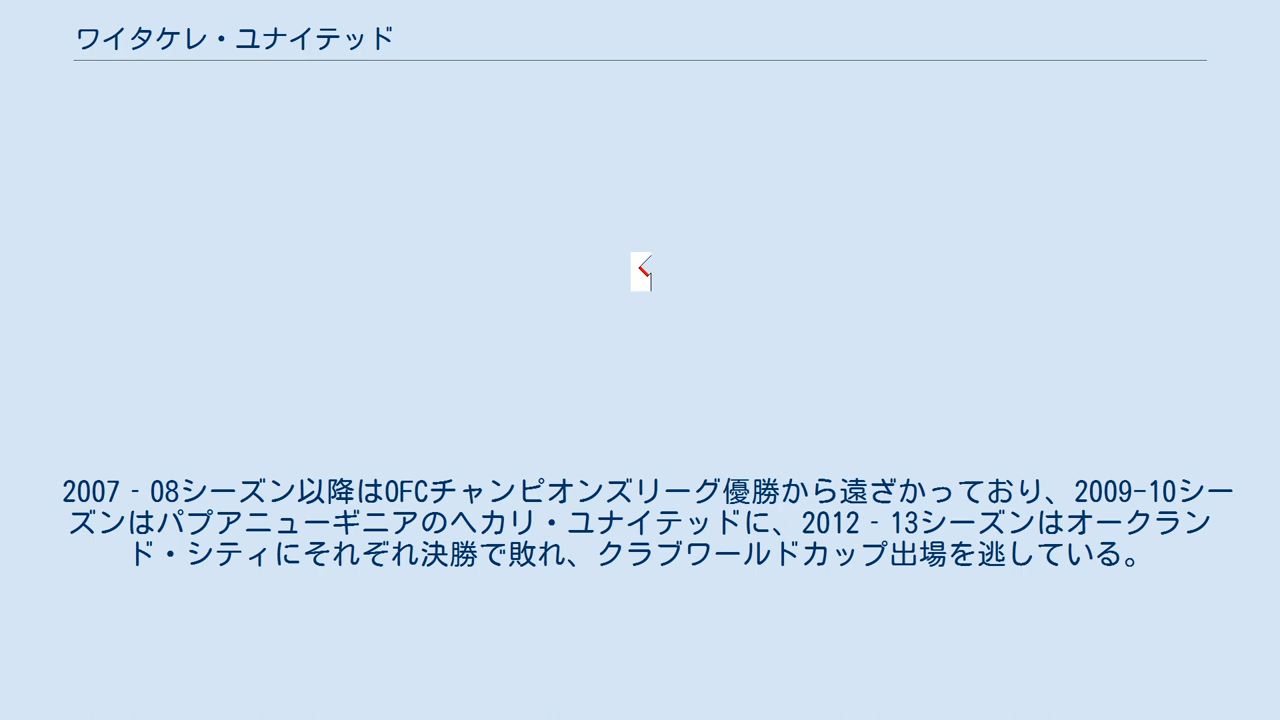 ワイタケレ・ユナイテッド
2007‐08シーズン以降はOFCチャンピオンズリーグ優勝から遠ざかっており、2009-10シー
ズンはパプアニューギニアのヘカリ・ユナイテッドに、2012‐13シーズンはオークラン
ド・シティにそれぞれ決勝で敗れ、クラブワールドカップ出場を逃している。